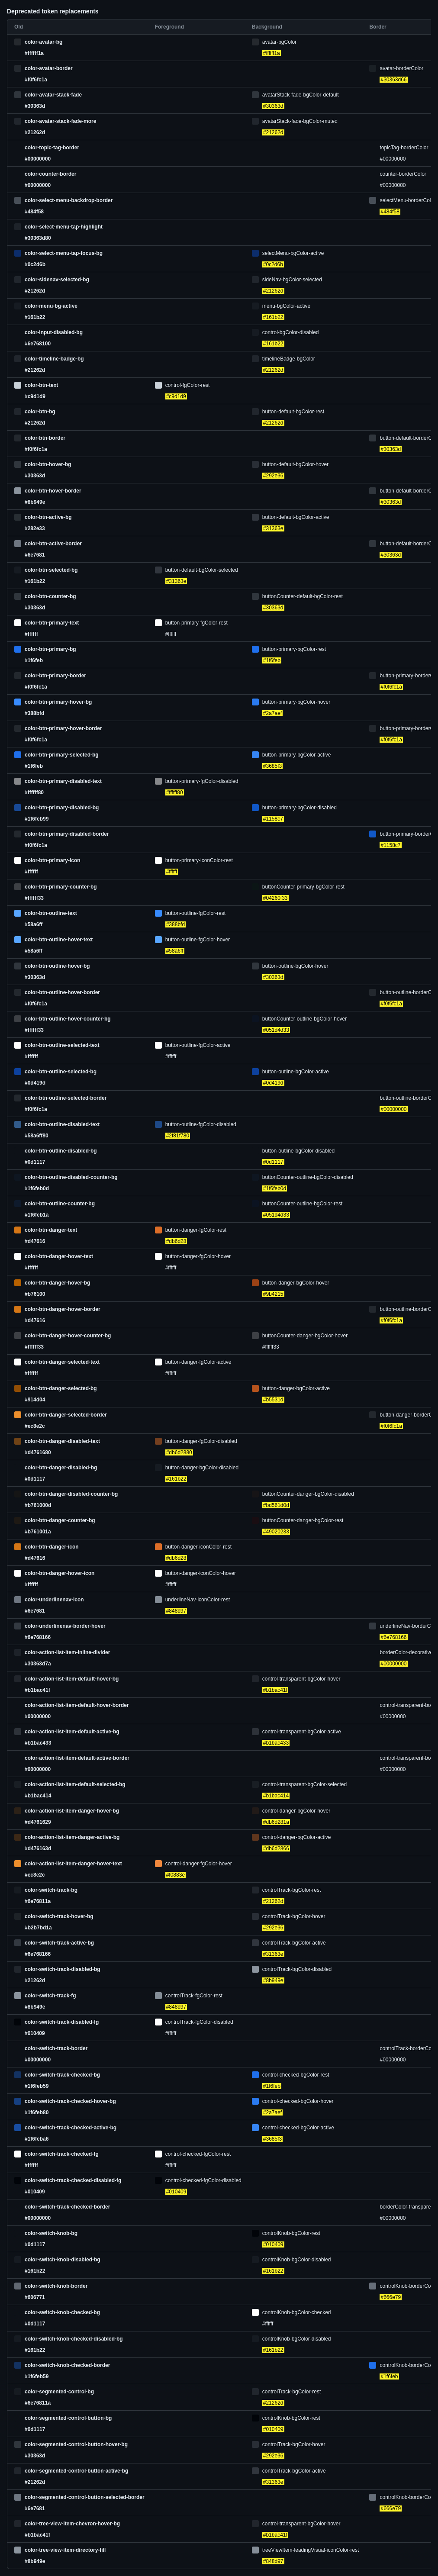 Deprecated token replacements
Old Foreground Background Border
color-avatar-bg avatar-bgColor
#ffffff1a #ffffff1a
color-avatar-border avatar-borderColor
#f0f6fc1a #30363d66
color-avatar-stack-fade avatarStack-fade-bgColor-default
#30363d #30363d
color-avatar-stack-fade-more avatarStack-fade-bgColor-muted
#21262d #21262d
color-topic-tag-border topicTag-borderColor
#00000000 #00000000
color-counter-border counter-borderColor
#00000000 #00000000
color-select-menu-backdrop-border selectMenu-borderCol
#484f58 #484f58
color-select-menu-tap-highlight
#30363d80
color-select-menu-tap-focus-bg selectMenu-bgColor-active
#0c2d6b #0c2d6b
color-sidenav-selected-bg sideNav-bgColor-selected
#21262d #21262d
color-menu-bg-active menu-bgColor-active
#161b22 #161b22
color-input-disabled-bg control-bgColor-disabled
#6e768100 #161b22
color-timeline-badge-bg timelineBadge-bgColor
#21262d #21262d
color-btn-text control-fgColor-rest
#c9d1d9 #c9d1d9
color-btn-bg button-default-bgColor-rest
#21262d #21262d
color-btn-border button-default-borderC
#f0f6fc1a #30363d
color-btn-hover-bg button-default-bgColor-hover
#30363d #292e36
color-btn-hover-border button-default-borderC
#8b949e #30363d
color-btn-active-bg button-default-bgColor-active
#282e33 #31363e
color-btn-active-border button-default-borderC
#6e7681 #30363d
color-btn-selected-bg button-default-bgColor-selected
#161b22 #31363e
color-btn-counter-bg buttonCounter-default-bgColor-rest
#30363d #30363d
color-btn-primary-text button-primary-fgColor-rest
#ffffff #ffffff
color-btn-primary-bg button-primary-bgColor-rest
#1f6feb #1f6feb
color-btn-primary-border button-primary-border
#f0f6fc1a #f0f6fc1a
color-btn-primary-hover-bg button-primary-bgColor-hover
#388bfd #2a7aef
color-btn-primary-hover-border button-primary-border
#f0f6fc1a #f0f6fc1a
color-btn-primary-selected-bg button-primary-bgColor-active
#1f6feb #3685f3
color-btn-primary-disabled-text button-primary-fgColor-disabled
#ffffff80 #ffffff80
color-btn-primary-disabled-bg button-primary-bgColor-disabled
#1f6feb99 #1158c7
color-btn-primary-disabled-border button-primary-border
#f0f6fc1a #1158c7
color-btn-primary-icon button-primary-iconColor-rest
#ffffff #ffffff
color-btn-primary-counter-bg buttonCounter-primary-bgColor-rest
#ffffff33 #04260f33
color-btn-outline-text button-outline-fgColor-rest
#58a6ff #388bfd
color-btn-outline-hover-text button-outline-fgColor-hover
#58a6ff #58a6ff
color-btn-outline-hover-bg button-outline-bgColor-hover
#30363d #30363d
color-btn-outline-hover-border button-outline-borderC
#f0f6fc1a #f0f6fc1a
color-btn-outline-hover-counter-bg buttonCounter-outline-bgColor-hover
#ffffff33 #051d4d33
color-btn-outline-selected-text button-outline-fgColor-active
#ffffff #ffffff
color-btn-outline-selected-bg button-outline-bgColor-active
#0d419d #0d419d
color-btn-outline-selected-border button-outline-borderC
#f0f6fc1a #00000000
color-btn-outline-disabled-text button-outline-fgColor-disabled
#58a6ff80 #2f81f780
color-btn-outline-disabled-bg button-outline-bgColor-disabled
#0d1117 #0d1117
color-btn-outline-disabled-counter-bg buttonCounter-outline-bgColor-disabled
#1f6feb0d #1f6feb0d
color-btn-outline-counter-bg buttonCounter-outline-bgColor-rest
#1f6feb1a #051d4d33
color-btn-danger-text button-danger-fgColor-rest
#d47616 #db6d28
color-btn-danger-hover-text button-danger-fgColor-hover
#ffffff #ffffff
color-btn-danger-hover-bg button-danger-bgColor-hover
#b76100 #9b4215
color-btn-danger-hover-border button-outline-borderC
#d47616 #f0f6fc1a
color-btn-danger-hover-counter-bg buttonCounter-danger-bgColor-hover
#ffffff33 #ffffff33
color-btn-danger-selected-text button-danger-fgColor-active
#ffffff #ffffff
color-btn-danger-selected-bg button-danger-bgColor-active
#914d04 #b5531d
color-btn-danger-selected-border button-danger-borderC
#ec8e2c #f0f6fc1a
color-btn-danger-disabled-text button-danger-fgColor-disabled
#d4761680 #db6d2880
color-btn-danger-disabled-bg button-danger-bgColor-disabled
#0d1117 #161b22
color-btn-danger-disabled-counter-bg buttonCounter-danger-bgColor-disabled
#b761000d #bd561d0d
color-btn-danger-counter-bg buttonCounter-danger-bgColor-rest
#b761001a #49020233
color-btn-danger-icon button-danger-iconColor-rest
#d47616 #db6d28
color-btn-danger-hover-icon button-danger-iconColor-hover
#ffffff #ffffff
color-underlinenav-icon underlineNav-iconColor-rest
#6e7681 #848d97
color-underlinenav-border-hover underlineNav-borderC
#6e768166 #6e768166
color-action-list-item-inline-divider borderColor-decorative
#30363d7a #00000000
color-action-list-item-default-hover-bg control-transparent-bgColor-hover
#b1bac41f #b1bac41f
color-action-list-item-default-hover-border control-transparent-bo
#00000000 #00000000
color-action-list-item-default-active-bg control-transparent-bgColor-active
#b1bac433 #b1bac433
color-action-list-item-default-active-border control-transparent-bo
#00000000 #00000000
color-action-list-item-default-selected-bg control-transparent-bgColor-selected
#b1bac414 #b1bac414
color-action-list-item-danger-hover-bg control-danger-bgColor-hover
#d4761629 #db6d281a
color-action-list-item-danger-active-bg control-danger-bgColor-active
#d476163d #db6d2866
color-action-list-item-danger-hover-text control-danger-fgColor-hover
#ec8e2c #f0883e
color-switch-track-bg controlTrack-bgColor-rest
#6e76811a #21262d
color-switch-track-hover-bg controlTrack-bgColor-hover
#b2b7bd1a #292e36
color-switch-track-active-bg controlTrack-bgColor-active
#6e768166 #31363e
color-switch-track-disabled-bg controlTrack-bgColor-disabled
#21262d #8b949e
color-switch-track-fg controlTrack-fgColor-rest
#8b949e #848d97
color-switch-track-disabled-fg controlTrack-fgColor-disabled
#010409 #ffffff
color-switch-track-border controlTrack-borderCo
#00000000 #00000000
color-switch-track-checked-bg control-checked-bgColor-rest
#1f6feb59 #1f6feb
color-switch-track-checked-hover-bg control-checked-bgColor-hover
#1f6feb80 #2a7aef
color-switch-track-checked-active-bg control-checked-bgColor-active
#1f6feba6 #3685f3
color-switch-track-checked-fg control-checked-fgColor-rest
#ffffff #ffffff
color-switch-track-checked-disabled-fg control-checked-fgColor-disabled
#010409 #010409
color-switch-track-checked-border borderColor-transpare
#00000000 #00000000
color-switch-knob-bg controlKnob-bgColor-rest
#0d1117 #010409
color-switch-knob-disabled-bg controlKnob-bgColor-disabled
#161b22 #161b22
color-switch-knob-border controlKnob-borderCo
#606771 #666e79
color-switch-knob-checked-bg controlKnob-bgColor-checked
#0d1117 #ffffff
color-switch-knob-checked-disabled-bg controlKnob-bgColor-disabled
#161b22 #161b22
color-switch-knob-checked-border controlKnob-borderCo
#1f6feb59 #1f6feb
color-segmented-control-bg controlTrack-bgColor-rest
#6e76811a #21262d
color-segmented-control-button-bg controlKnob-bgColor-rest
#0d1117 #010409
color-segmented-control-button-hover-bg controlTrack-bgColor-hover
#30363d #292e36
color-segmented-control-button-active-bg controlTrack-bgColor-active
#21262d #31363e
color-segmented-control-button-selected-border controlKnob-borderCo
#6e7681 #666e79
color-tree-view-item-chevron-hover-bg control-transparent-bgColor-hover
#b1bac41f #b1bac41f
color-tree-view-item-directory-fill treeViewItem-leadingVisual-iconColor-rest
#8b949e #848d97